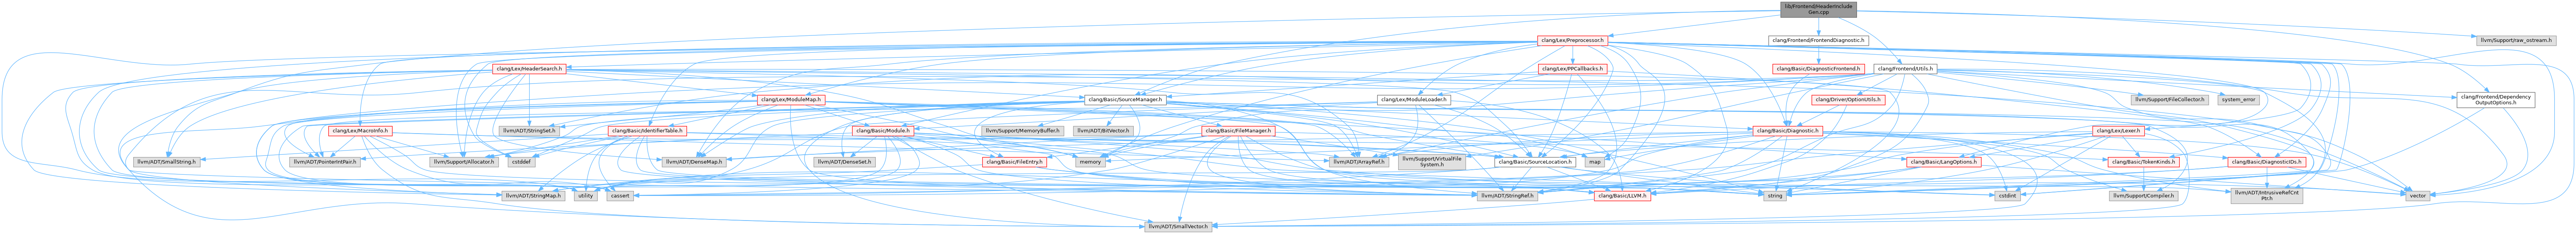 lib/Frontend/HeaderInclude
Gen.cpp
clang/Lex/Preprocessor.h
clang/Frontend/FrontendDiagnostic.h
llvm/Support/raw_ostream.h
clang/Lex/HeaderSearch.h
clang/Lex/PPCallbacks.h
clang/Basic/DiagnosticFrontend.h
clang/Frontend/Utils.h
clang/Lex/ModuleMap.h
clang/Basic/SourceManager.h
clang/Lex/ModuleLoader.h
clang/Driver/OptionUtils.h
llvm/Support/FileCollector.h
system_error
clang/Frontend/Dependency
OutputOptions.h
clang/Lex/MacroInfo.h
llvm/ADT/StringSet.h
clang/Basic/IdentifierTable.h
clang/Basic/Module.h
llvm/Support/MemoryBuffer.h
llvm/ADT/BitVector.h
clang/Basic/FileManager.h
clang/Basic/Diagnostic.h
clang/Lex/Lexer.h
llvm/ADT/SmallString.h
llvm/ADT/PointerIntPair.h
llvm/Support/Allocator.h
cstddef
llvm/ADT/DenseMap.h
llvm/ADT/DenseSet.h
clang/Basic/FileEntry.h
memory
llvm/ADT/ArrayRef.h
llvm/Support/VirtualFile
System.h
clang/Basic/SourceLocation.h
map
clang/Basic/LangOptions.h
clang/Basic/TokenKinds.h
clang/Basic/DiagnosticIDs.h
llvm/ADT/StringMap.h
utility
cassert
llvm/ADT/StringRef.h
clang/Basic/LLVM.h
string
cstdint
llvm/Support/Compiler.h
llvm/ADT/IntrusiveRefCnt
Ptr.h
vector
llvm/ADT/SmallVector.h